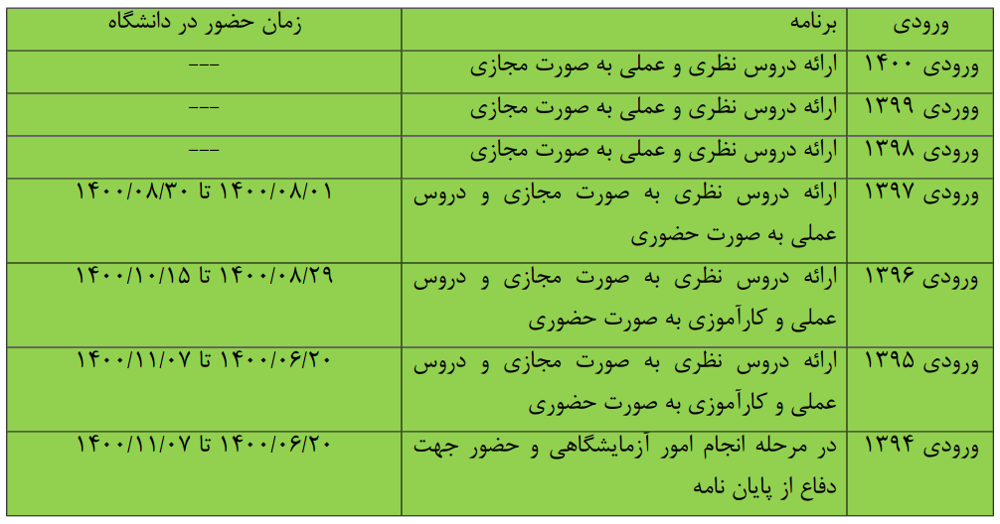 ورودی برنامه زمان حضور در دانشگاه
ورودی ۱۴۰۰ ارائه دروس نظری و عملی به صورت مجازی ---
ووردی ۱۳۹۹ ارائه دروس نظری و عملی به صورت مجازی ---
ورودی ۱۳۹۸ ارائه دروس نظری و عملی به صورت مجازی ---
ورودی ۱۳۹۷ ارائه دروس نظری به صورت مجازی و دروس ۱۴۰۰/۰۸/۰۱ تا ۱۴۰۰/۰۸/۳۰
عملی به صورت حضوری
ورودی ۱۳۹۶ ارائه دروس نظری به صورت مجازی و دروس ۱۴۰۰/۰۸/۲۹ تا ۱۴۰۰/۱۰/۱۵
عملی و کارآموزی به صورت حضوری
ورودی ۱۳۹۵ ارائه دروس نظری به صورت مجازی و دروس ۱۴۰۰/۰۶/۲۰ تا ۱۴۰۰/۱۱/۰۷
عملی و کارآموزی به صورت حضوری
ورودی ۱۳۹۴ در مرحله انجام امور آزمایشگاهی و حضور جهت ۱۴۰۰/۰۶/۲۰ تا ۱۴۰۰/۱۱/۰۷
دفاع از پایان نامه